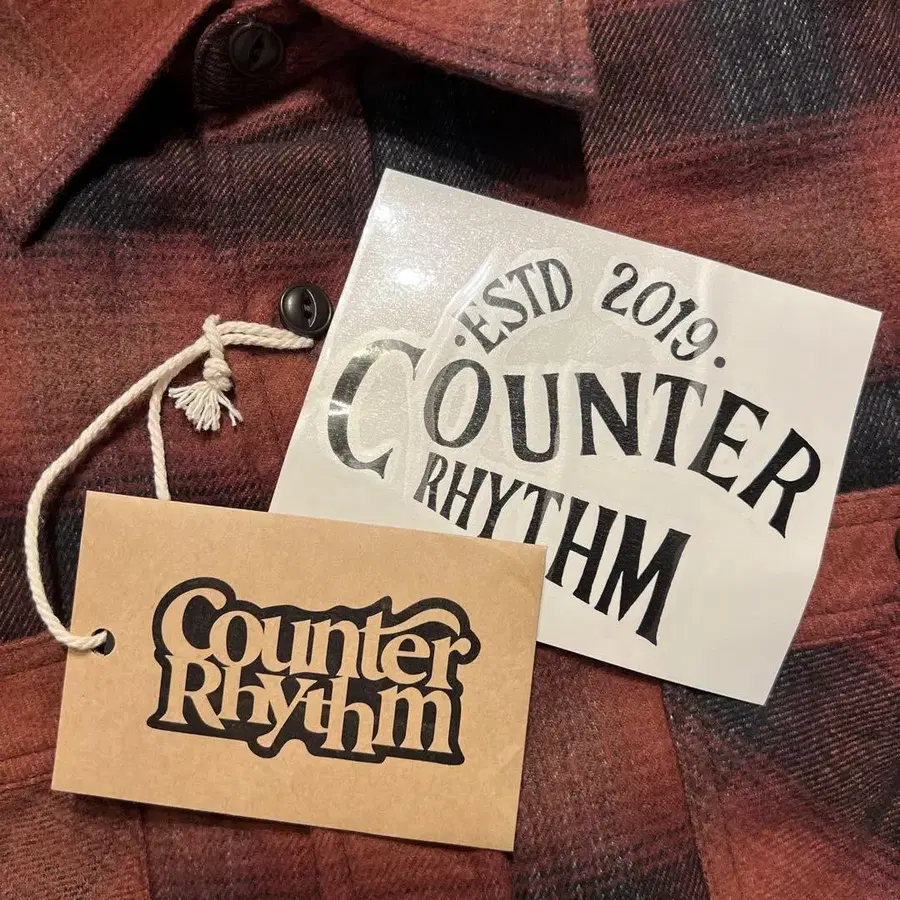 ·ESTD 2019·
COUNTER
RHYTHM
Counter
Rhythm